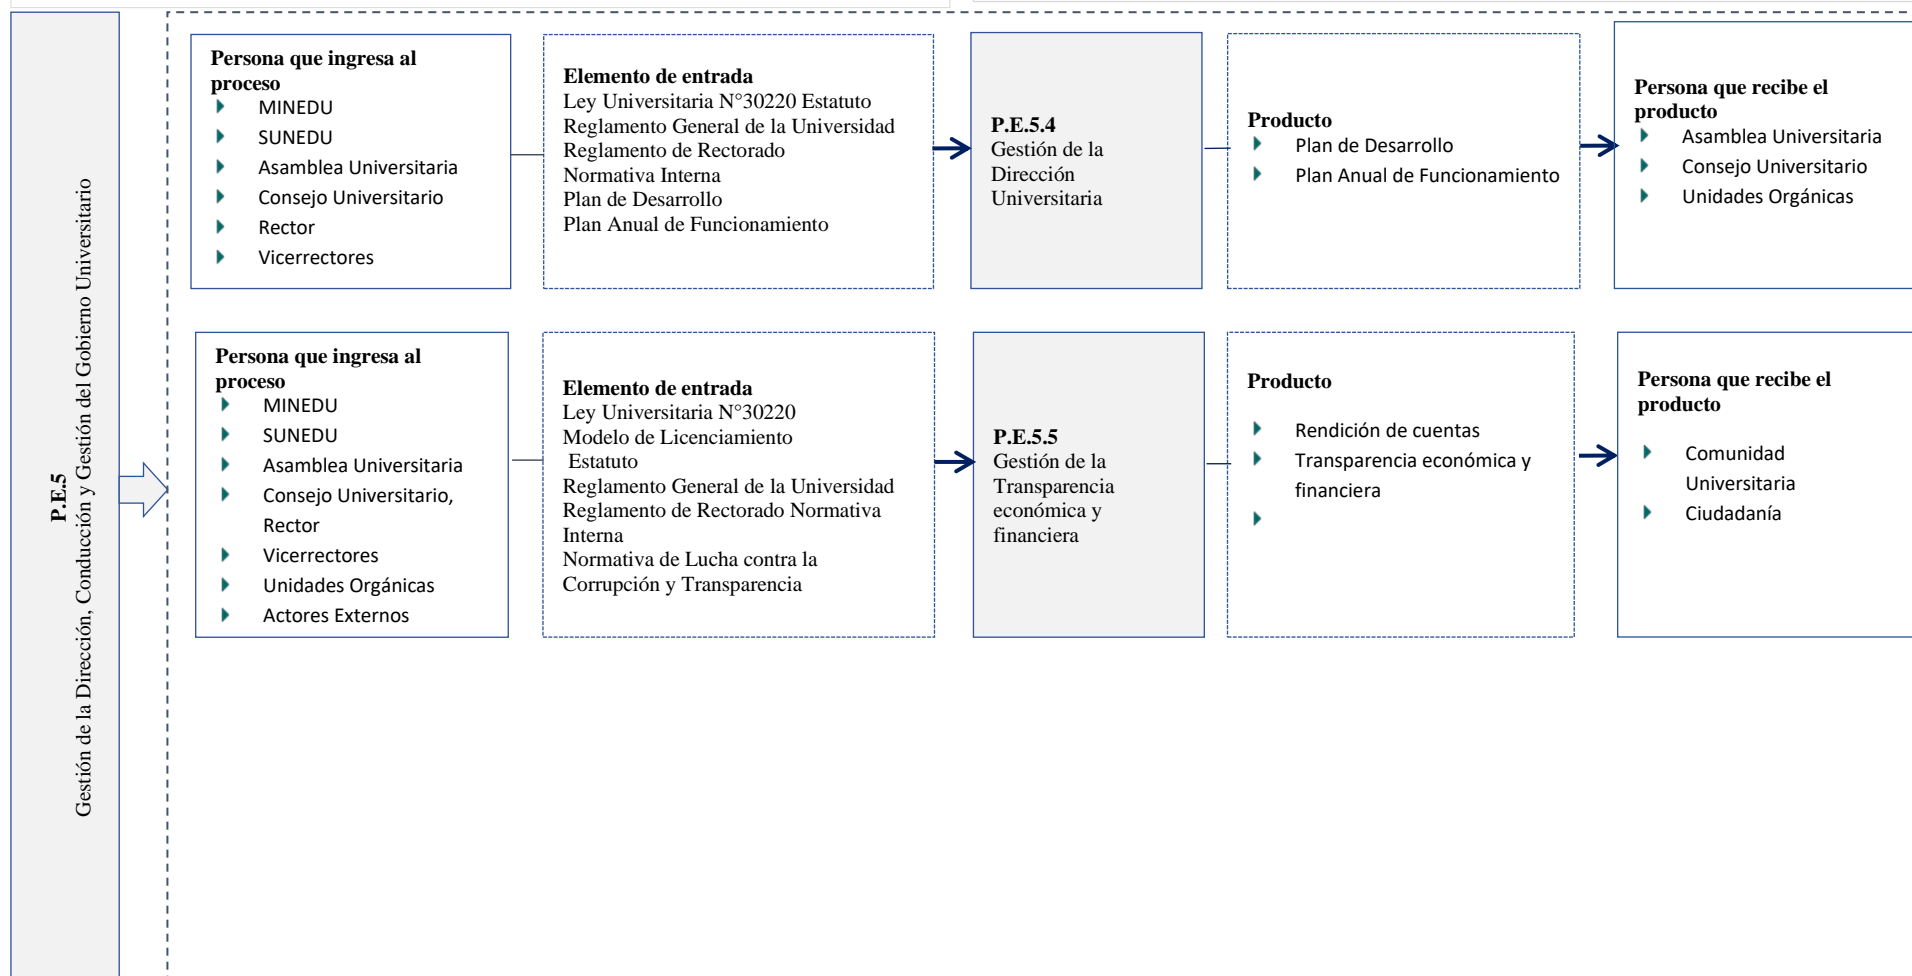 P.E.5
Gestión de la Dirección, Conducción y Gestión del Gobierno Universitario
Persona que ingresa al
proceso
MINEDU
SUNEDU
Asamblea Universitaria
Consejo Universitario
Rector
Vicerrectores
Elemento de entrada
Ley Universitaria N°30220 Estatuto
Reglamento General de la Universidad
Reglamento de Rectorado
Normativa Interna
Plan de Desarrollo
Plan Anual de Funcionamiento
P.E.5.4
Gestión de la
Dirección
Universitaria
Producto
Plan de Desarrollo
Plan Anual de Funcionamiento
Persona que recibe el
producto
Asamblea Universitaria
Consejo Universitario
Unidades Orgánicas
Persona que ingresa al
proceso
MINEDU
SUNEDU
Asamblea Universitaria
Consejo Universitario,
Rector
Vicerrectores
Unidades Orgánicas
Actores Externos
Elemento de entrada
Ley Universitaria N°30220
Modelo de Licenciamiento
Estatuto
Reglamento General de la Universidad
Reglamento de Rectorado Normativa
Interna
Normativa de Lucha contra la
Corrupción y Transparencia
P.E.5.5
Gestión de la
Transparencia
económica y
financiera
Producto
Rendición de cuentas
Transparencia económica y
financiera
Persona que recibe el
producto
Comunidad
Universitaria
Ciudadanía